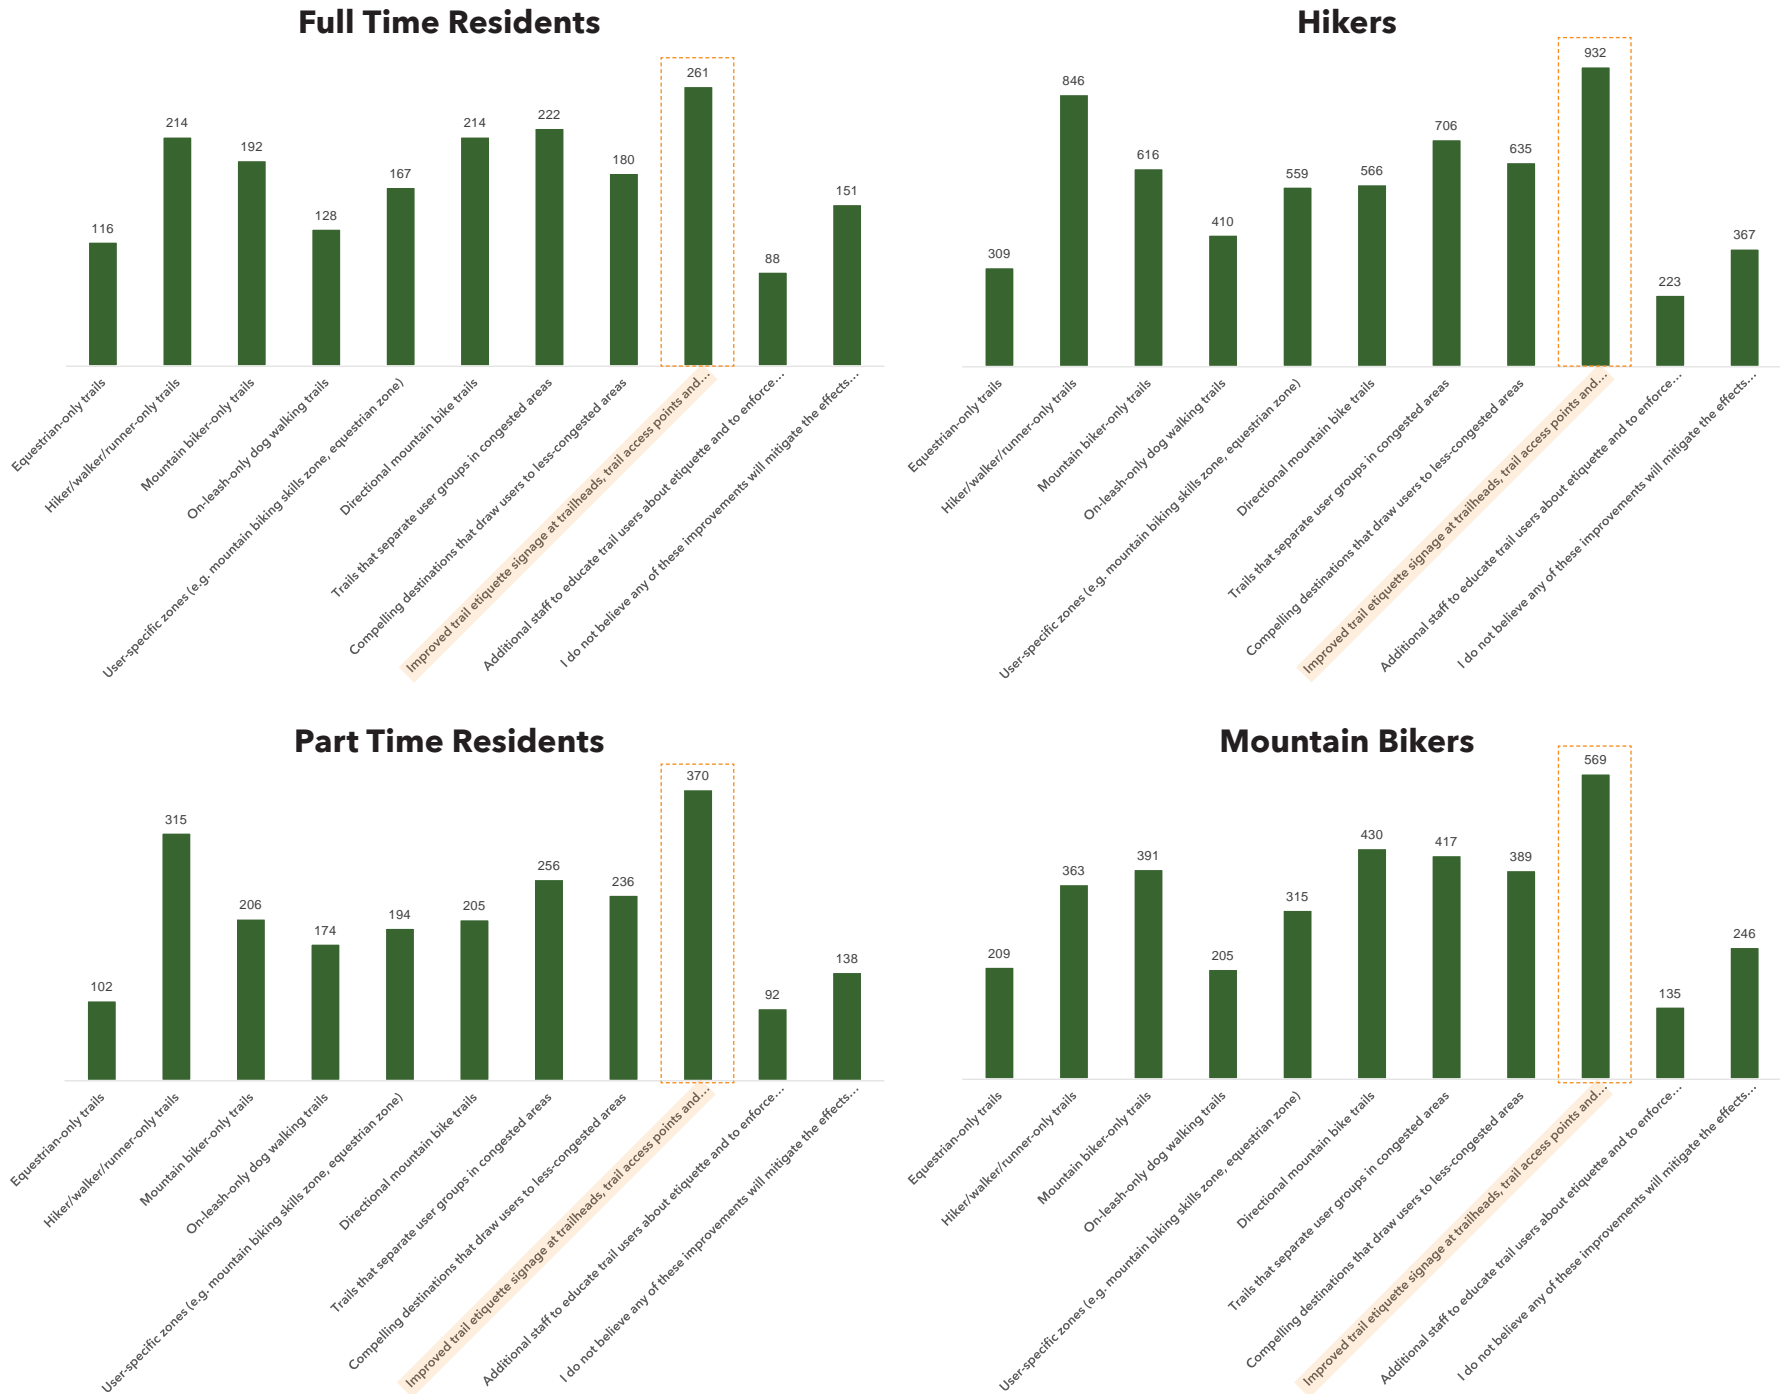 Full Time Residents
116
214
192
128
167
214
222
180
261
88
151
Equestrian-only trails
Hiker/walker/runner-only trails
Mountain biker-only trails
On-leash-only dog walking trails
User-specific zones (e.g. mountain biking skills zone, equestrian zone)
Directional mountain bike trails
Trails that separate user groups in congested areas
Compelling destinations that draw users to less-congested areas
Improved trail etiquette signage at trailheads, trail access points and...
Additional staff to educate trail users about etiquette and to enforce...
I do not believe any of these improvements will mitigate the effects...
Hikers
309
846
616
410
559
566
706
635
932
223
367
Equestrian-only trails
Hiker/walker/runner-only trails
Mountain biker-only trails
On-leash-only dog walking trails
User-specific zones (e.g. mountain biking skills zone, equestrian zone)
Directional mountain bike trails
Trails that separate user groups in congested areas
Compelling destinations that draw users to less-congested areas
Improved trail etiquette signage at trailheads, trail access points and...
Additional staff to educate trail users about etiquette and to enforce...
I do not believe any of these improvements will mitigate the effects...
Part Time Residents
102
315
206
174
194
205
256
236
370
92
138
Equestrian-only trails
Hiker/walker/runner-only trails
Mountain biker-only trails
On-leash-only dog walking trails
User-specific zones (e.g. mountain biking skills zone, equestrian zone)
Directional mountain bike trails
Trails that separate user groups in congested areas
Compelling destinations that draw users to less-congested areas
Improved trail etiquette signage at trailheads, trail access points and...
Additional staff to educate trail users about etiquette and to enforce...
I do not believe any of these improvements will mitigate the effects...
Mountain Bikers
209
363
391
205
315
430
417
389
569
135
246
Equestrian-only trails
Hiker/walker/runner-only trails
Mountain biker-only trails
On-leash-only dog walking trails
User-specific zones (e.g. mountain biking skills zone, equestrian zone)
Directional mountain bike trails
Trails that separate user groups in congested areas
Compelling destinations that draw users to less-congested areas
Improved trail etiquette signage at trailheads, trail access points and...
Additional staff to educate trail users about etiquette and to enforce...
I do not believe any of these improvements will mitigate the effects...